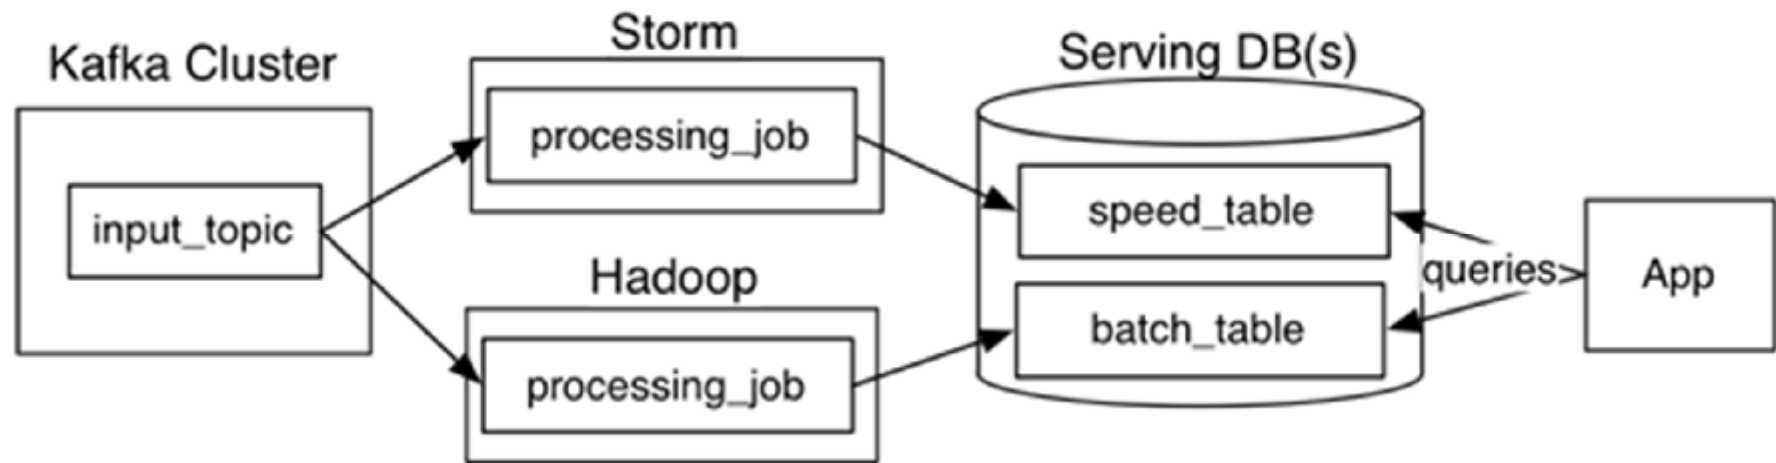 Kafka Cluster
input_topic
Storm
processing_job
Hadoop
processing_job
Serving DB(s)
speed_table
batch_table
queries
App